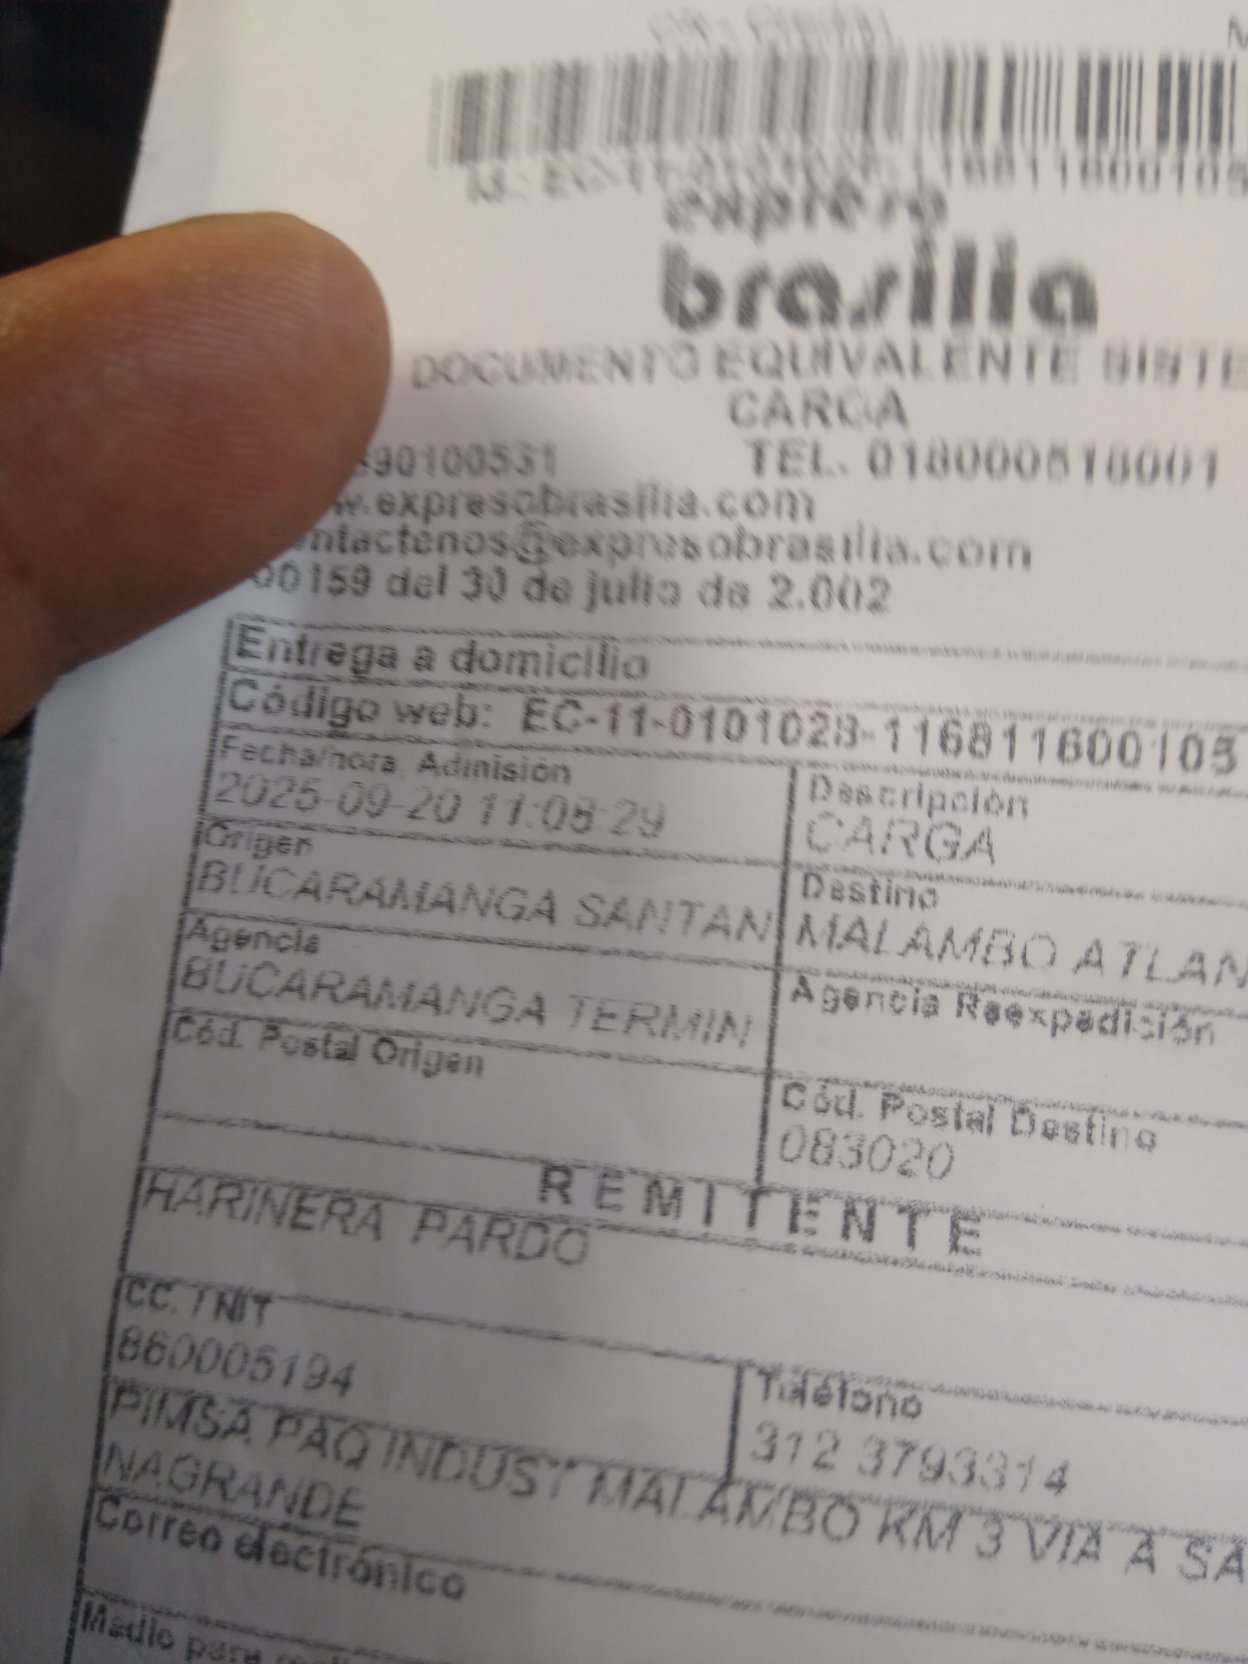 expreso
brasilia
DOCUMENTO EQUIVALENTE SISTE
CARGA
90100531 TEL. 018000518001
w.expresobrasilia.com
ntactenos@expresobrasilia.com
00159 del 30 de julio de 2.002
Entrega a domicilio
Código web: EC-11-0101028-116811600105
Fecha/hora Admisión
2025-09-20 11:08:29
Descripción
CARGA
Origen
BUCARAMANGA SANTAN
Destino
MALAMBO ATLAN
Agencia
BUCARAMANGA TERMIN
Agencia Reexpedición
Cód. Postal Origen
Cód. Postal Destino
083020
REMITENTE
HARINERA PARDO
CC. / NIT
860005194
Teléfono
312 3793314
PIMSA PAQ INDUST MALAMBO KM 3 VIA A SA
NAGRANDE
Correo electrónico
Medio para